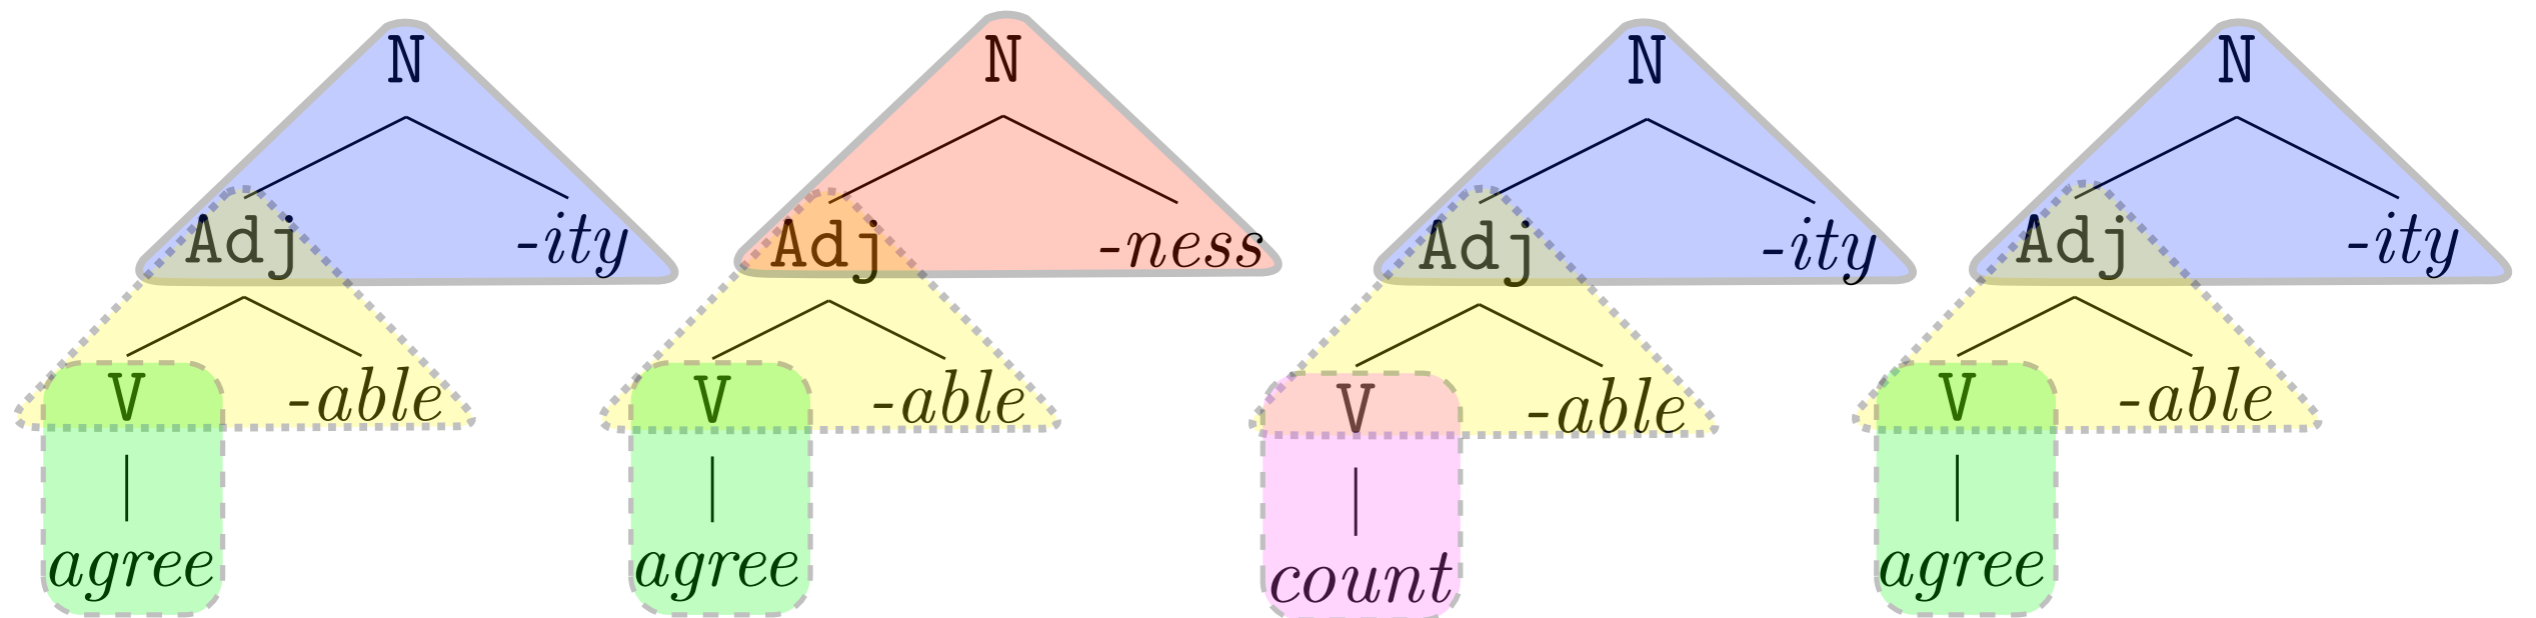 N N N N
Adj -ity Adj -ness Adj -ity Adj -ity
V -able V -able V -able V -able
agree agree count agree